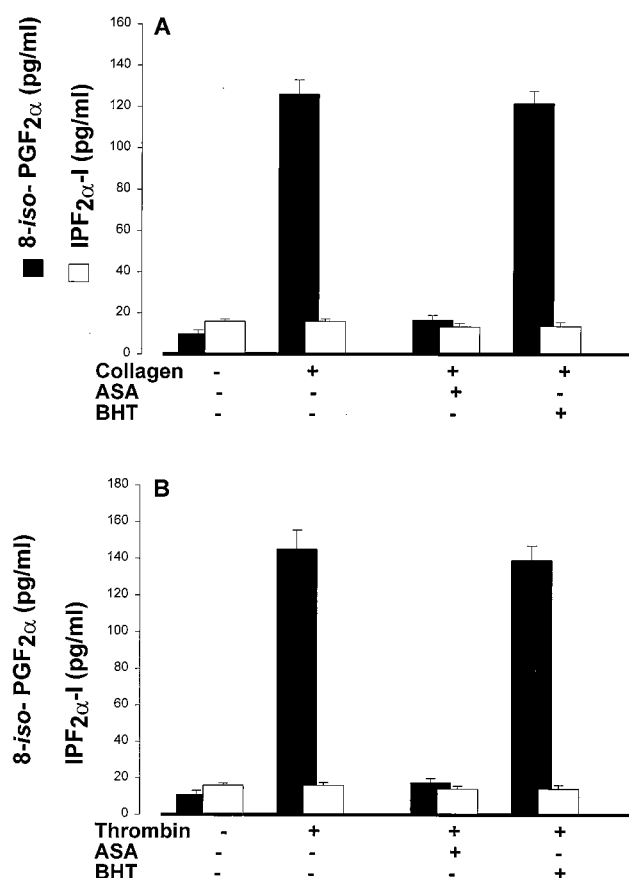 A
8-iso- PGF2α (pg/ml)
IPF2α-I (pg/ml)
160
140
120
100
80
60
40
20
0
Collagen - + + +
ASA - - + -
BHT - - - +
B
8-iso- PGF2α (pg/ml)
IPF2α-I (pg/ml)
180
160
140
120
100
80
60
40
20
0
Thrombin - + + +
ASA - - + -
BHT - - - +